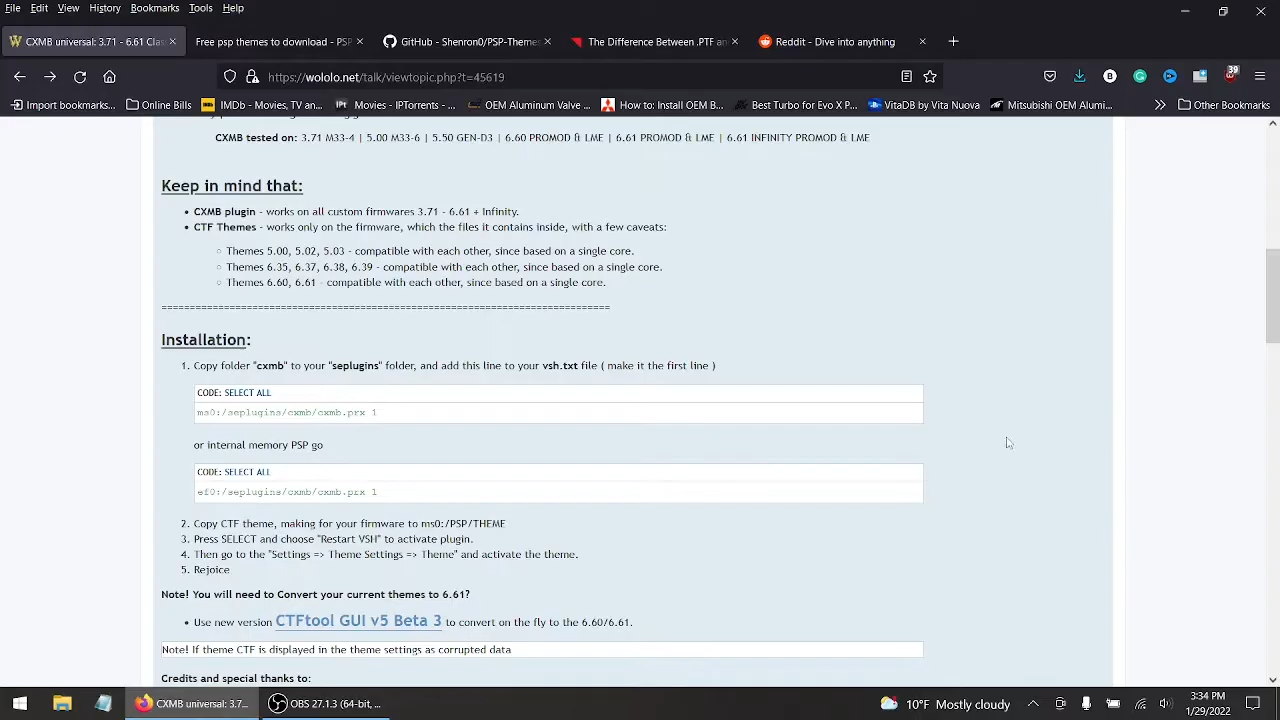 File Edit View History Bookmarks Tools Help
CXMB universal: 3.71 - 6.61 Clas
Free psp themes to download - PSP
GitHub - Shenron0/PSP-Themes
The Difference Between .PTF an
Reddit - Dive into anything
https://wololo.net/talk/viewtopic.php?t=45619
39
Import bookmarks...
Online Bills
IMDD - Movies, TV an...
Movies - IPTorrents - ...
OEM Aluminum Valve ...
How to: Install OEM B...
Best Turbo for Evo X P...
VitaDB by Vita Nuova
Mitsibishi OEM Alumi...
Other Bookmarks
CXMB tested on: 3.71 M33-4 | 5.00 M33-6 | 5.50 GEN-D3 | 6.60 PROMOD & LME | 6.61 PROMOD & LME | 6.61 INFINITY PROMOD & LME
Keep in mind that:
CXMB plugin - works on all custom firmwares 3.71 - 6.61 + Infinity.
CTF Themes - works only on the firmware, which the files it contains inside, with a few caveats:
Themes 5.00, 5.02, 5.03 - compatible with each other, since based on a single core.
Themes 6.35, 6.37, 6.38, 6.39 - compatible with each other, since based on a single core.
Themes 6.60, 6.61 - compatible with each other, since based on a single core.
================================================================================
Installation:
1. Copy folder "cxmb" to your "seplugins" folder, and add this line to your vsh.txt file ( make it the first line )
CODE: SELECT ALL
ms0:/seplugins/cxmb/cxmb.prx 1
or internal memory PSP go
CODE: SELECT ALL
ef0:/seplugins/cxmb/cxmb.prx 1
2. Copy CTF theme, making for your firmware to ms0:/PSP/THEME
3. Press SELECT and choose "Restart VSH" to activate plugin.
4. Then go to the "Settings => Theme Settings => Theme" and activate the theme.
5. Rejoice
Note! You will need to Convert your current themes to 6.61?
Use new version CTFtool GUI v5 Beta 3 to convert on the fly to the 6.60/6.61.
Note! If theme CTF is displayed in the theme settings as corrupted data
Credits and special thanks to:
CXMB universal: 3.7...
OBS 27.1.3 (64-bit, ...
10°F Mostly cloudy
3:34 PM
1/29/2022